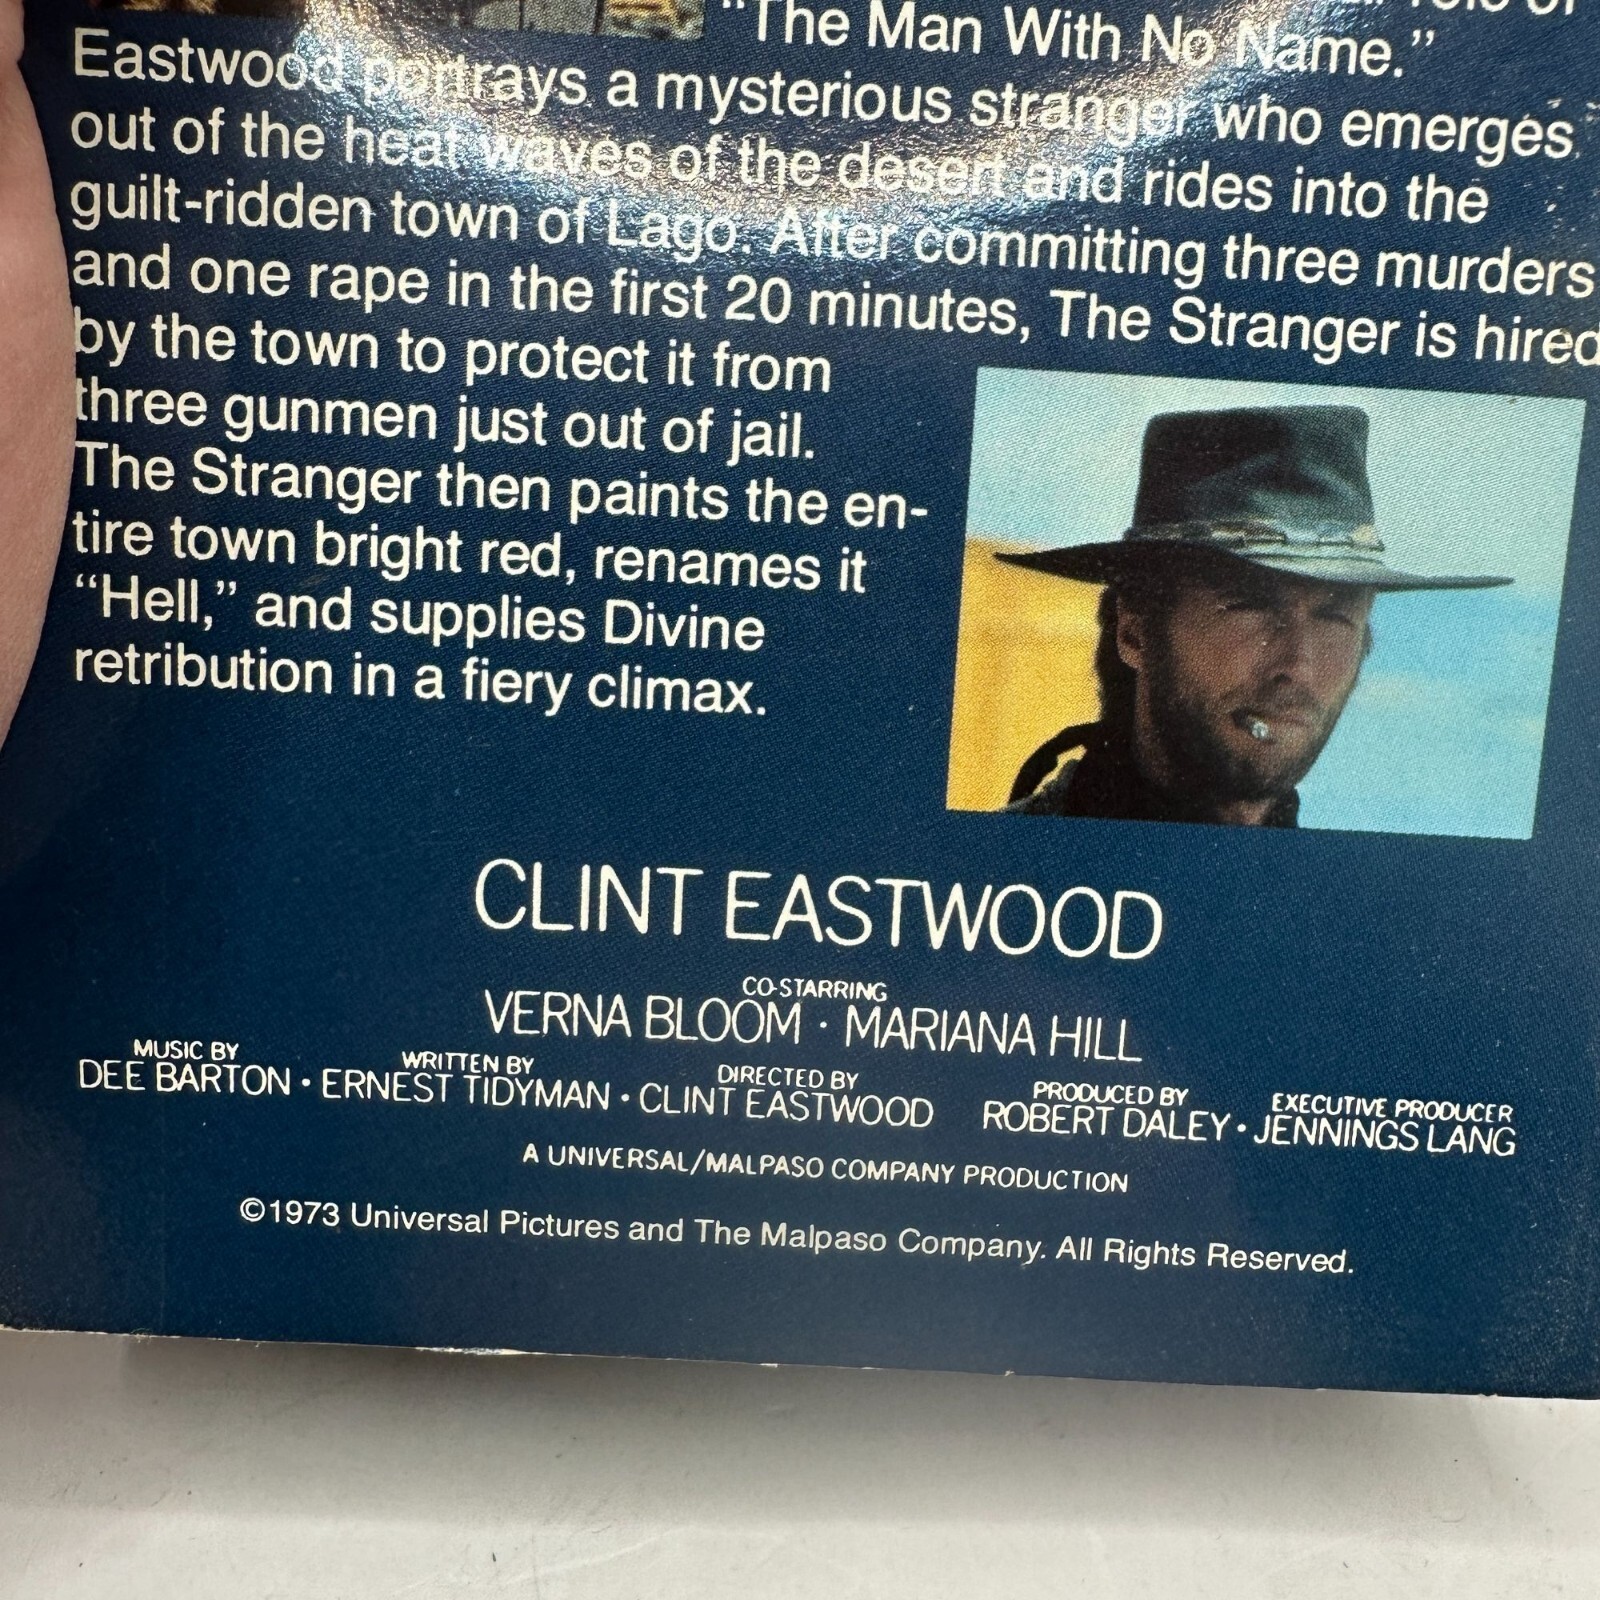 role of
"The Man With No Name."
Eastwood portrays a mysterious stranger who emerges
out of the heat waves of the desert and rides into the
guilt-ridden town of Lago. After committing three murders
and one rape in the first 20 minutes, The Stranger is hired
by the town to protect it from
three gunmen just out of jail.
The Stranger then paints the en-
tire town bright red, renames it
"Hell," and supplies Divine
retribution in a fiery climax.
CLINT EASTWOOD
CO-STARRING
VERNA BLOOM · MARIANA HILL
MUSIC BY WRITTEN BY DIRECTED BY PRODUCED BY EXECUTIVE PRODUCER
DEE BARTON · ERNEST TIDYMAN · CLINT EASTWOOD ROBERT DALEY · JENNINGS LANG
A UNIVERSAL/MALPASO COMPANY PRODUCTION
©1973 Universal Pictures and The Malpaso Company. All Rights Reserved.